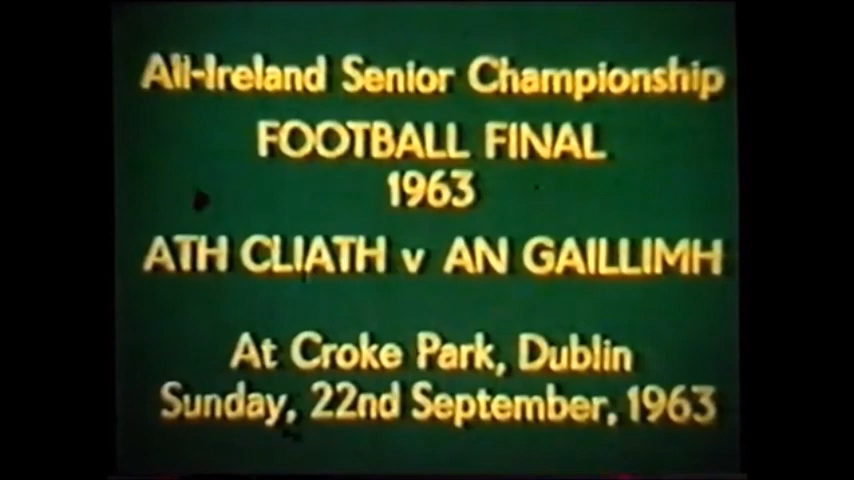 All-Ireland Senior Championship
FOOTBALL FINAL
1963
ATH CLIATH v AN GAILLIMH
At Croke Park, Dublin
Sunday, 22nd September, 1963